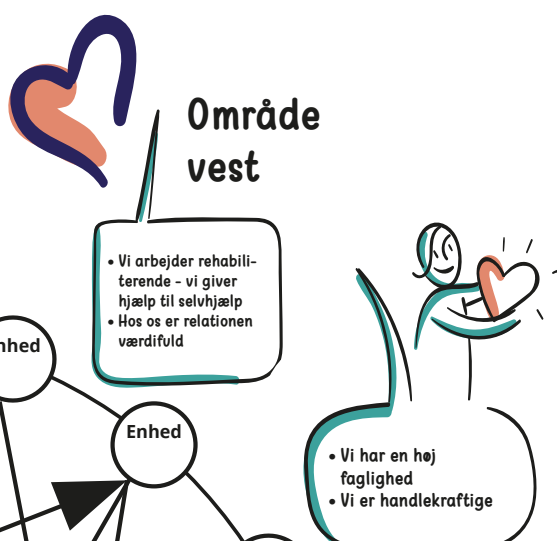 Område
vest
• Vi arbejder rehabili-
terende - vi giver
hjælp til selvhjælp
• Hos os er relationen
værdifuld
nhed
Enhed
• Vi har en høj
faglighed
• Vi er handlekraftige